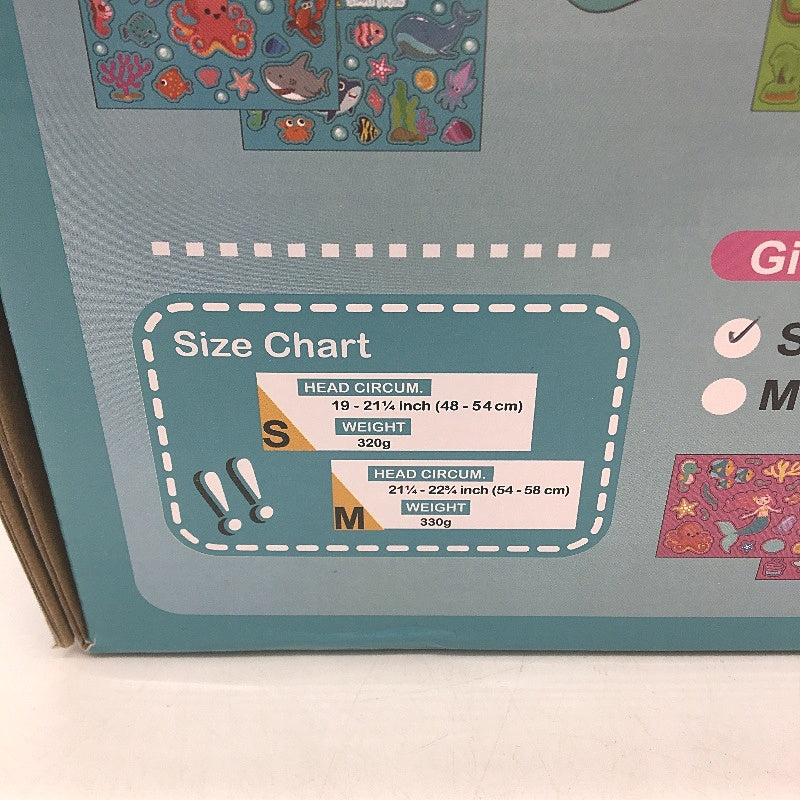 Gi
S
M
Size Chart
HEAD CIRCUM.
19 - 21¼ inch (48 - 54 cm)
WEIGHT
320g
S
HEAD CIRCUM.
21¼ - 22¾ inch (54 - 58 cm)
WEIGHT
330g
M
!!